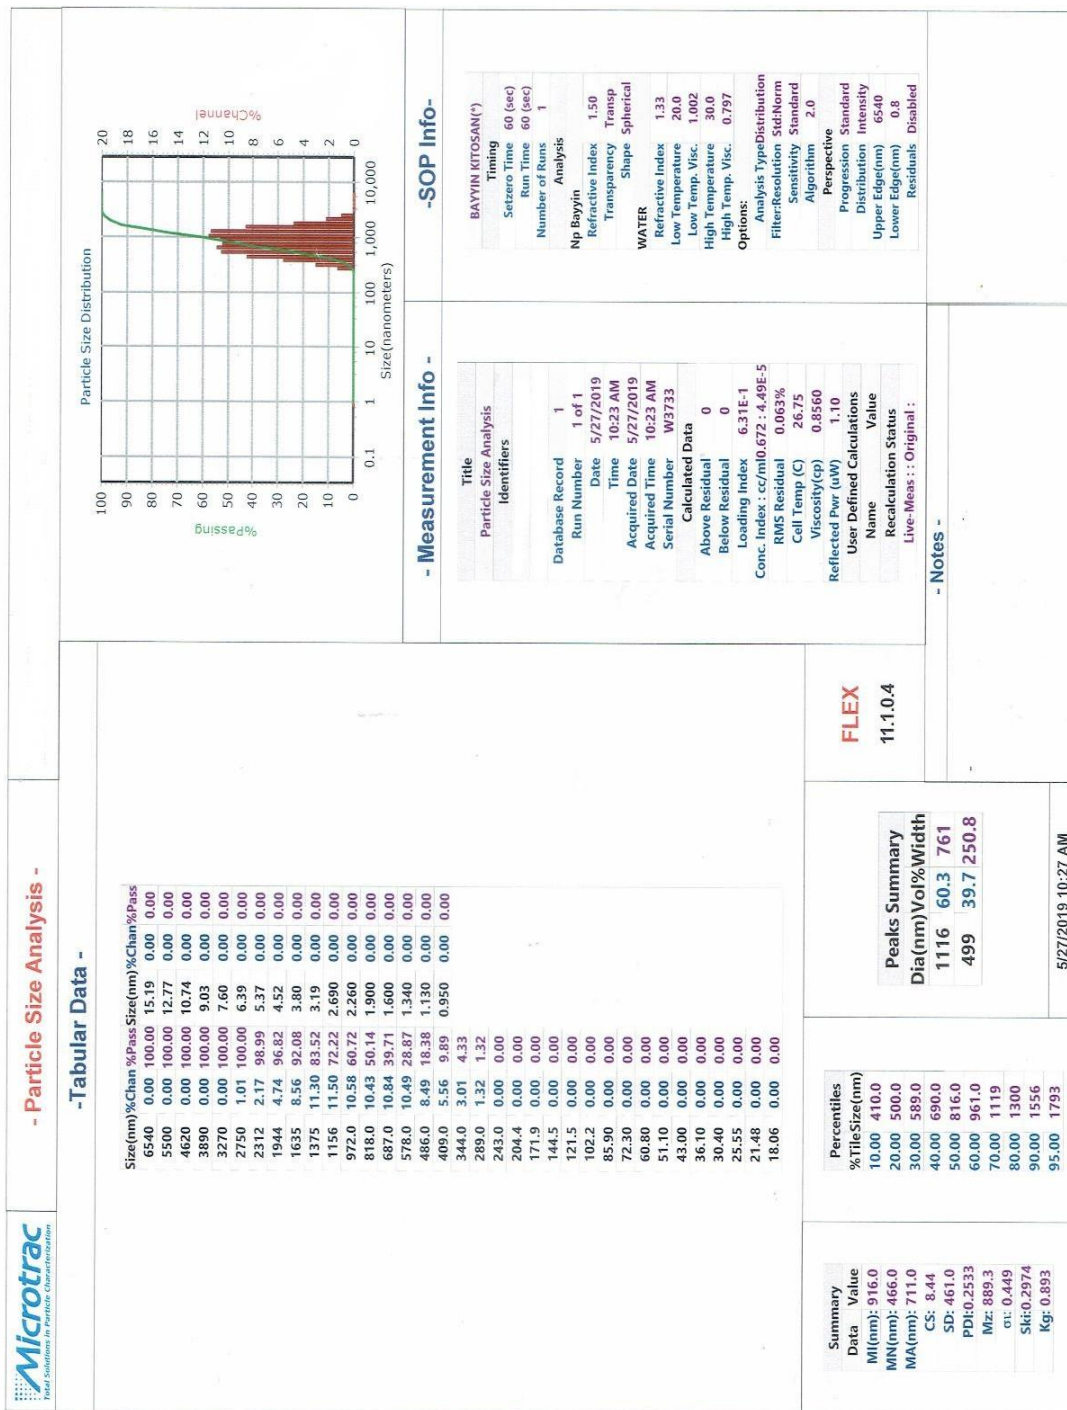 Microtrac
Total Solutions in Particle Characterization
- Particle Size Analysis -
-Tabular Data -
Size(nm) %Chan %Pass Size(nm) %Chan %Pass
6540 0.00 100.00 15.19 0.00 0.00
5500 0.00 100.00 12.77 0.00 0.00
4620 0.00 100.00 10.74 0.00 0.00
3890 0.00 100.00 9.03 0.00 0.00
3270 0.00 100.00 7.60 0.00 0.00
2750 1.01 100.00 6.39 0.00 0.00
2312 2.17 98.99 5.37 0.00 0.00
1944 4.74 96.82 4.52 0.00 0.00
1635 8.56 92.08 3.80 0.00 0.00
1375 11.30 83.52 3.19 0.00 0.00
1156 11.50 72.22 2.690 0.00 0.00
972.0 10.58 60.72 2.260 0.00 0.00
818.0 10.43 50.14 1.900 0.00 0.00
687.0 10.84 39.71 1.600 0.00 0.00
578.0 10.49 28.87 1.340 0.00 0.00
486.0 8.49 18.38 1.130 0.00 0.00
409.0 5.56 9.89 0.950 0.00 0.00
344.0 3.01 4.33
289.0 1.32 1.32
243.0 0.00 0.00
204.4 0.00 0.00
171.9 0.00 0.00
144.5 0.00 0.00
121.5 0.00 0.00
102.2 0.00 0.00
85.90 0.00 0.00
72.30 0.00 0.00
60.80 0.00 0.00
51.10 0.00 0.00
43.00 0.00 0.00
36.10 0.00 0.00
30.40 0.00 0.00
25.55 0.00 0.00
21.48 0.00 0.00
18.06 0.00 0.00
Particle Size Distribution
%Passing
100
90
80
70
60
50
40
30
20
10
0
%Channel
20
18
16
14
12
10
8
6
4
2
0
0.1 1 10 100 1,000 10,000
Size(nanometers)
- Measurement Info -
Title
Particle Size Analysis
Identifiers
Database Record 1
Run Number 1 of 1
Date 5/27/2019
Time 10:23 AM
Acquired Date 5/27/2019
Acquired Time 10:23 AM
Serial Number W3733
Calculated Data
Above Residual 0
Below Residual 0
Loading Index 6.31E-1
Conc. Index : cc/ml0.672 : 4.49E-5
RMS Residual 0.063%
Cell Temp (C) 26.75
Viscosity(cp) 0.8560
Reflected Pwr (uW) 1.10
User Defined Calculations
Name Value
Recalculation Status
Live-Meas : : Original :
-SOP Info-
BAYYIN KITOSAN(*)
Timing
Setzero Time 60 (sec)
Run Time 60 (sec)
Number of Runs 1
Analysis
Np Bayyin
Refractive Index 1.50
Transparency Transp
Shape Spherical
WATER
Refractive Index 1.33
Low Temperature 20.0
Low Temp. Visc. 1.002
High Temperature 30.0
High Temp. Visc. 0.797
Options:
Analysis TypeDistribution
Filter:Resolution Std:Norm
Sensitivity Standard
Algorithm 2.0
Perspective
Progression Standard
Distribution Intensity
Upper Edge(nm) 6540
Lower Edge(nm) 0.8
Residuals Disabled
Summary
Data Value
MI(nm): 916.0
MN(nm): 466.0
MA(nm): 711.0
CS: 8.44
SD: 461.0
PDI:0.2533
Mz: 889.3
σι: 0.449
Ski:0.2974
Kg: 0.893
Percentiles
%TileSize(nm)
10.00 410.0
20.00 500.0
30.00 589.0
40.00 690.0
50.00 816.0
60.00 961.0
70.00 1119
80.00 1300
90.00 1556
95.00 1793
Peaks Summary
Dia(nm)Vol%Width
1116 60.3 761
499 39.7 250.8
FLEX
11.1.0.4
- Notes -
5/27/2019 10:27 AM